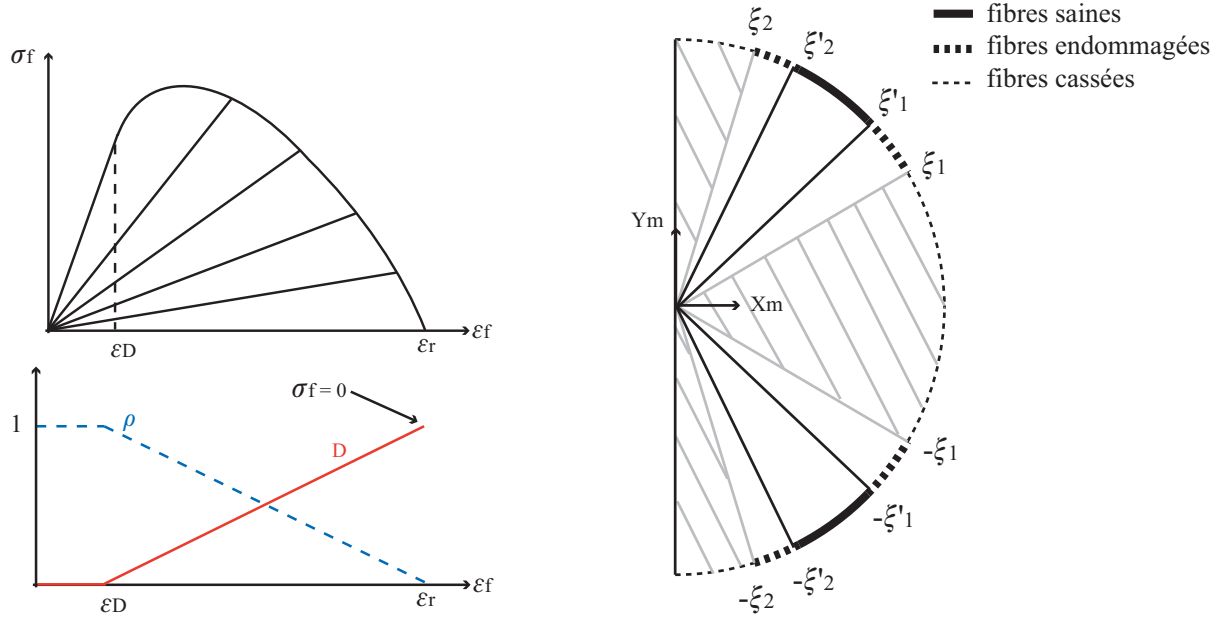 σf
εD
εr
εf
σf = 0
1
ρ
D
εD
εr
εf
fibres saines
fibres endommagées
fibres cassées
ξ2
ξ'2
ξ'1
ξ1
Ym
Xm
-ξ1
-ξ'1
-ξ'2
-ξ2